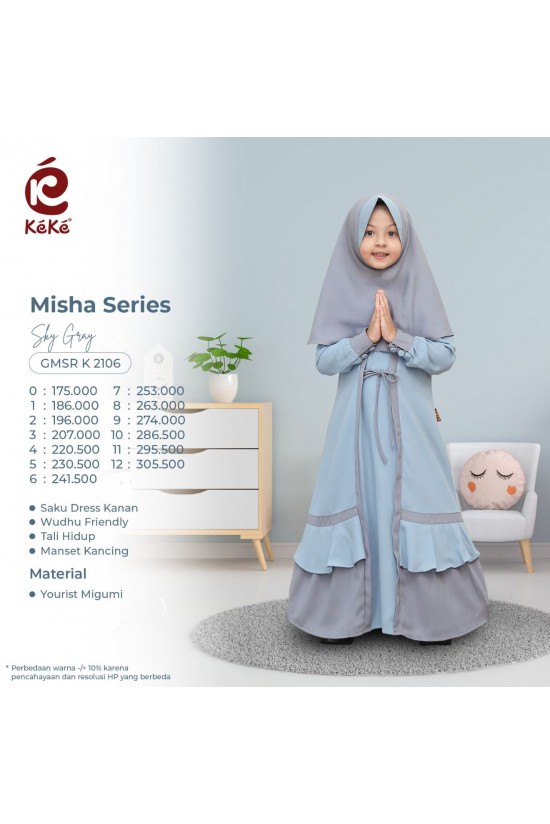 KéKé®
Misha Series
Sky Gray
GMSR K 2106
0 : 175.000 7 : 253.000
1 : 186.000 8 : 263.000
2 : 196.000 9 : 274.000
3 : 207.000 10 : 286.500
4 : 220.500 11 : 295.500
5 : 230.500 12 : 305.500
6 : 241.500
Saku Dress Kanan
Wudhu Friendly
Tali Hidup
Manset Kancing
Material
Yourist Migumi
* Perbedaan warna -/+ 10% karena
pencahayaan dan resolusi HP yang berbeda